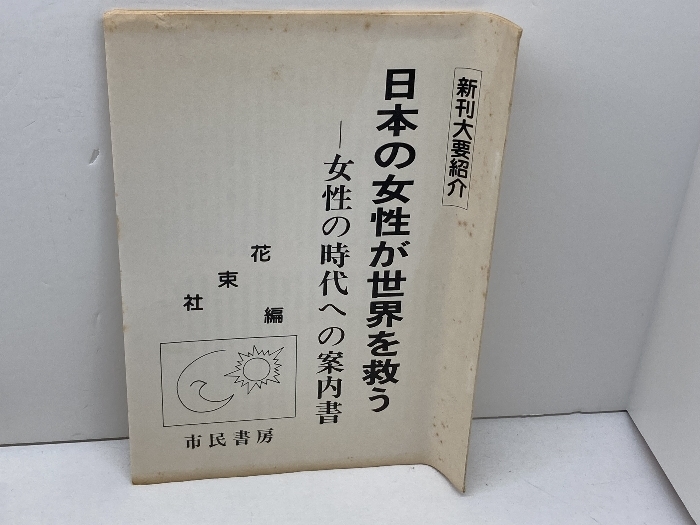 新刊大要紹介
日本の女性が世界を救う
―女性の時代への案内書
花束社
編
市民書房